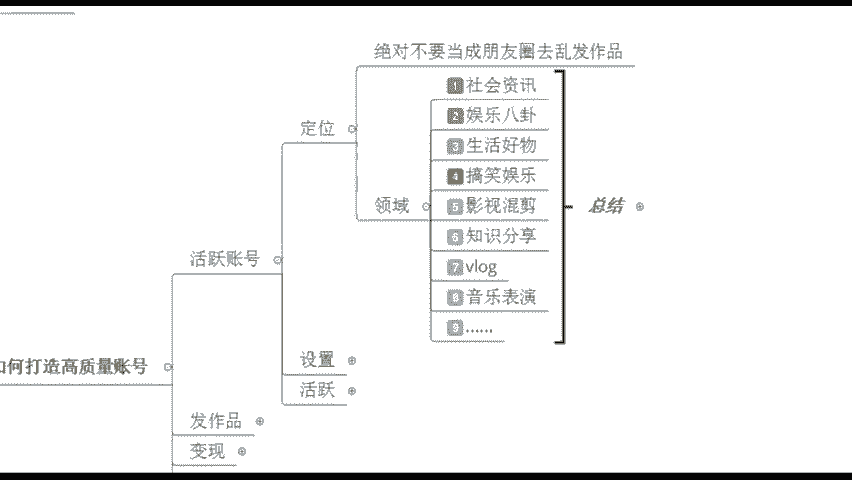 绝对不要当成朋友圈去乱发作品
1 社会资讯
2 娱乐八卦
定位
3 生活好物
4 搞笑娱乐
领域
5 影视混剪
总结
6 知识分享
活跃账号
7 vlog
8 音乐表演
9 ......
设置
如何打造高质量账号
活跃
发作品
变现